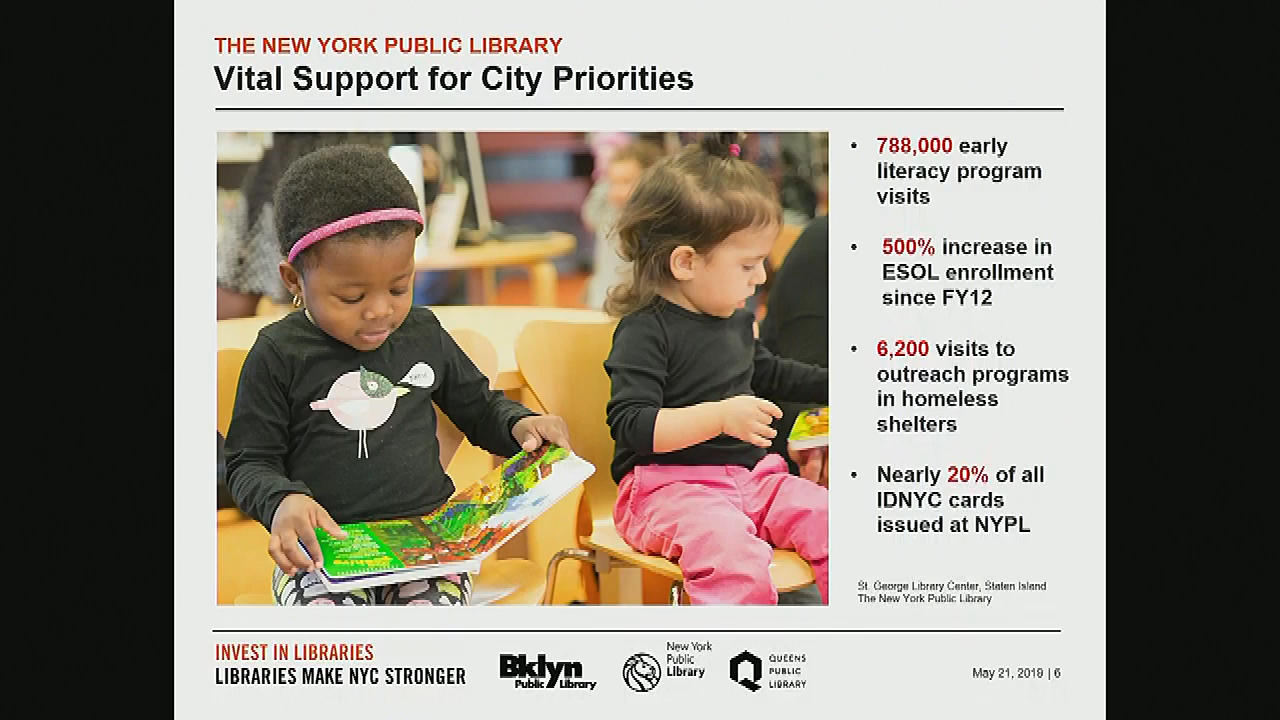 THE NEW YORK PUBLIC LIBRARY
Vital Support for City Priorities
• 788,000 early
literacy program
visits
• 500% increase in
ESOL enrollment
since FY12
• 6,200 visits to
outreach programs
in homeless
shelters
• Nearly 20% of all
IDNYC cards
issued at NYPL
St. George Library Center, Staten Island
The New York Public Library
INVEST IN LIBRARIES
LIBRARIES MAKE NYC STRONGER
Bklyn
Public Library
New York
Public
Library
QUEENS
PUBLIC
LIBRARY
May 21, 2019 | 6